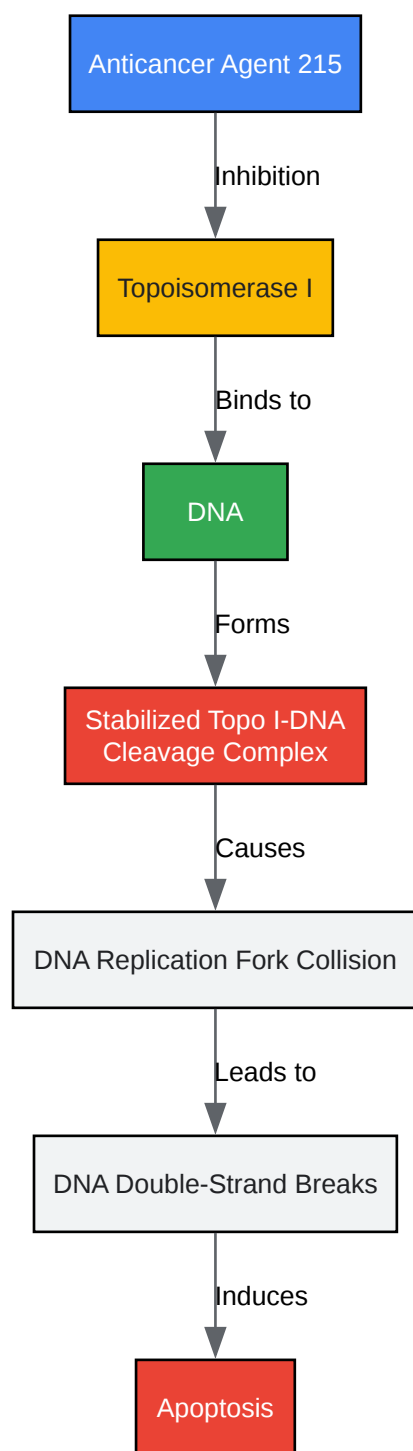 Anticancer Agent 215
Inhibition
Topoisomerase I
Binds to
DNA
Forms
Stabilized Topo I-DNA
Cleavage Complex
Causes
DNA Replication Fork Collision
Leads to
DNA Double-Strand Breaks
Induces
Apoptosis